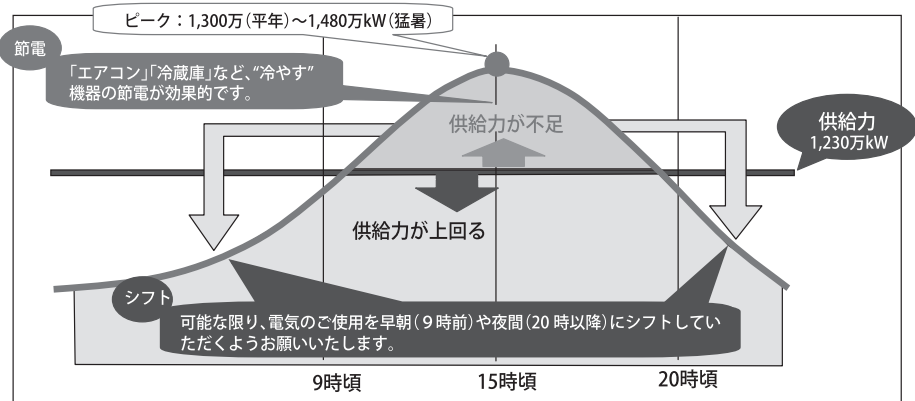 ピーク：1,300万（平年）〜1,480万kW（猛暑）
節電
「エアコン」「冷蔵庫」など、“冷やす”
機器の節電が効果的です。
供給力が不足
供給力
1,230万kW
供給力が上回る
シフト
可能な限り、電気のご使用を早朝（９時前）や夜間（20 時以降）にシフトしてい
ただくようお願いいたします。
9時頃
15時頃
20時頃